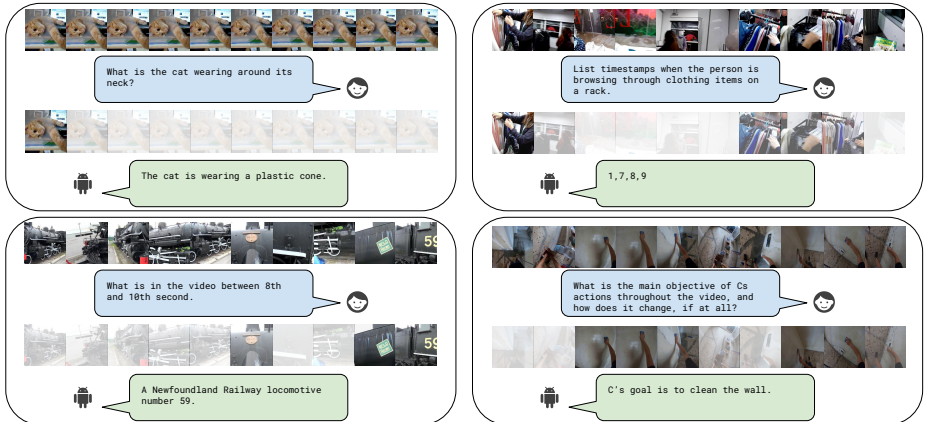 What is the cat wearing around its
neck?
The cat is wearing a plastic cone.
List timestamps when the person is
browsing through clothing items on
a rack.
1,7,8,9
59
What is in the video between 8th
and 10th second.
59
A Newfoundland Railway locomotive
number 59.
What is the main objective of Cs
actions throughout the video, and
how does it change, if at all?
C's goal is to clean the wall.